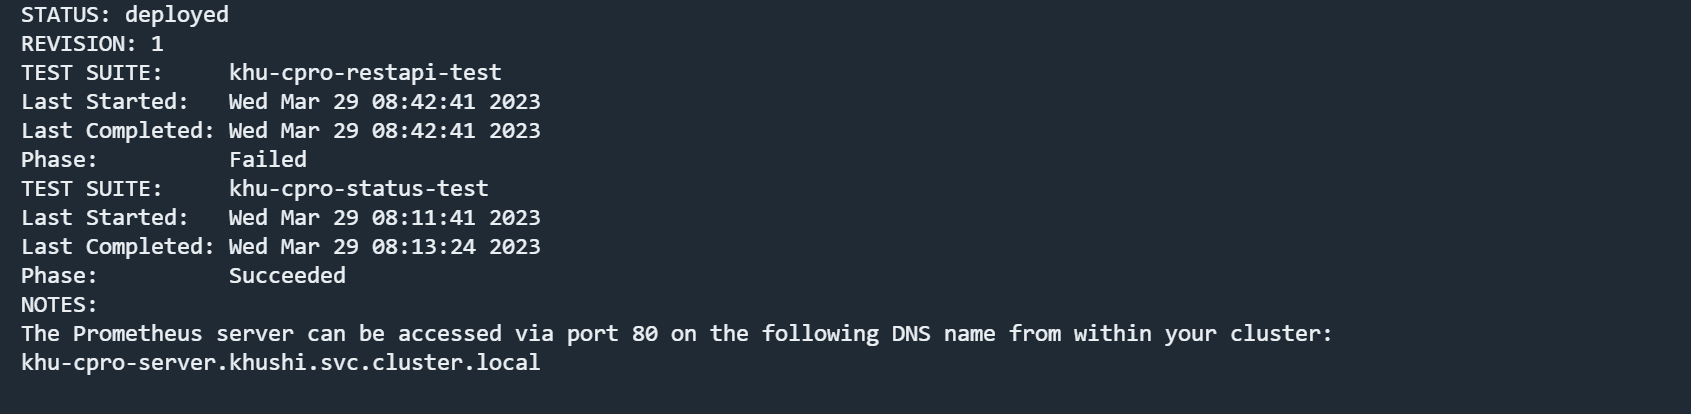 STATUS: deployed
REVISION: 1
TEST SUITE:     khu-cpro-restapi-test
Last Started:   Wed Mar 29 08:42:41 2023
Last Completed: Wed Mar 29 08:42:41 2023
Phase:          Failed
TEST SUITE:     khu-cpro-status-test
Last Started:   Wed Mar 29 08:11:41 2023
Last Completed: Wed Mar 29 08:13:24 2023
Phase:          Succeeded
NOTES:
The Prometheus server can be accessed via port 80 on the following DNS name from within your cluster:
khu-cpro-server.khushi.svc.cluster.local